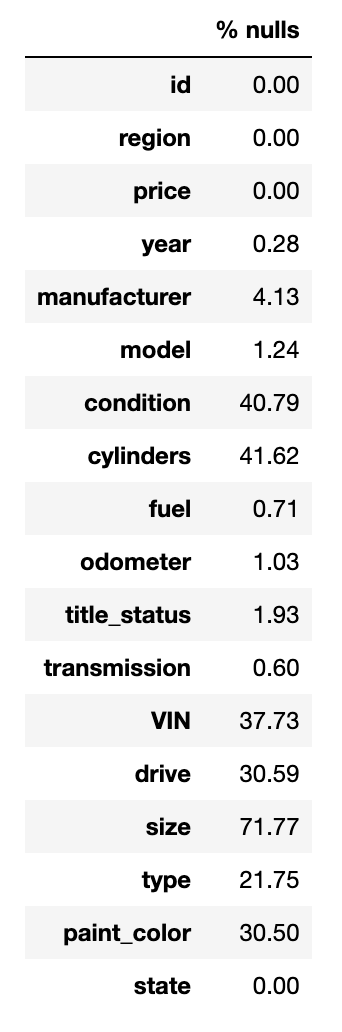 % nulls
id 0.00
region 0.00
price 0.00
year 0.28
manufacturer 4.13
model 1.24
condition 40.79
cylinders 41.62
fuel 0.71
odometer 1.03
title_status 1.93
transmission 0.60
VIN 37.73
drive 30.59
size 71.77
type 21.75
paint_color 30.50
state 0.00